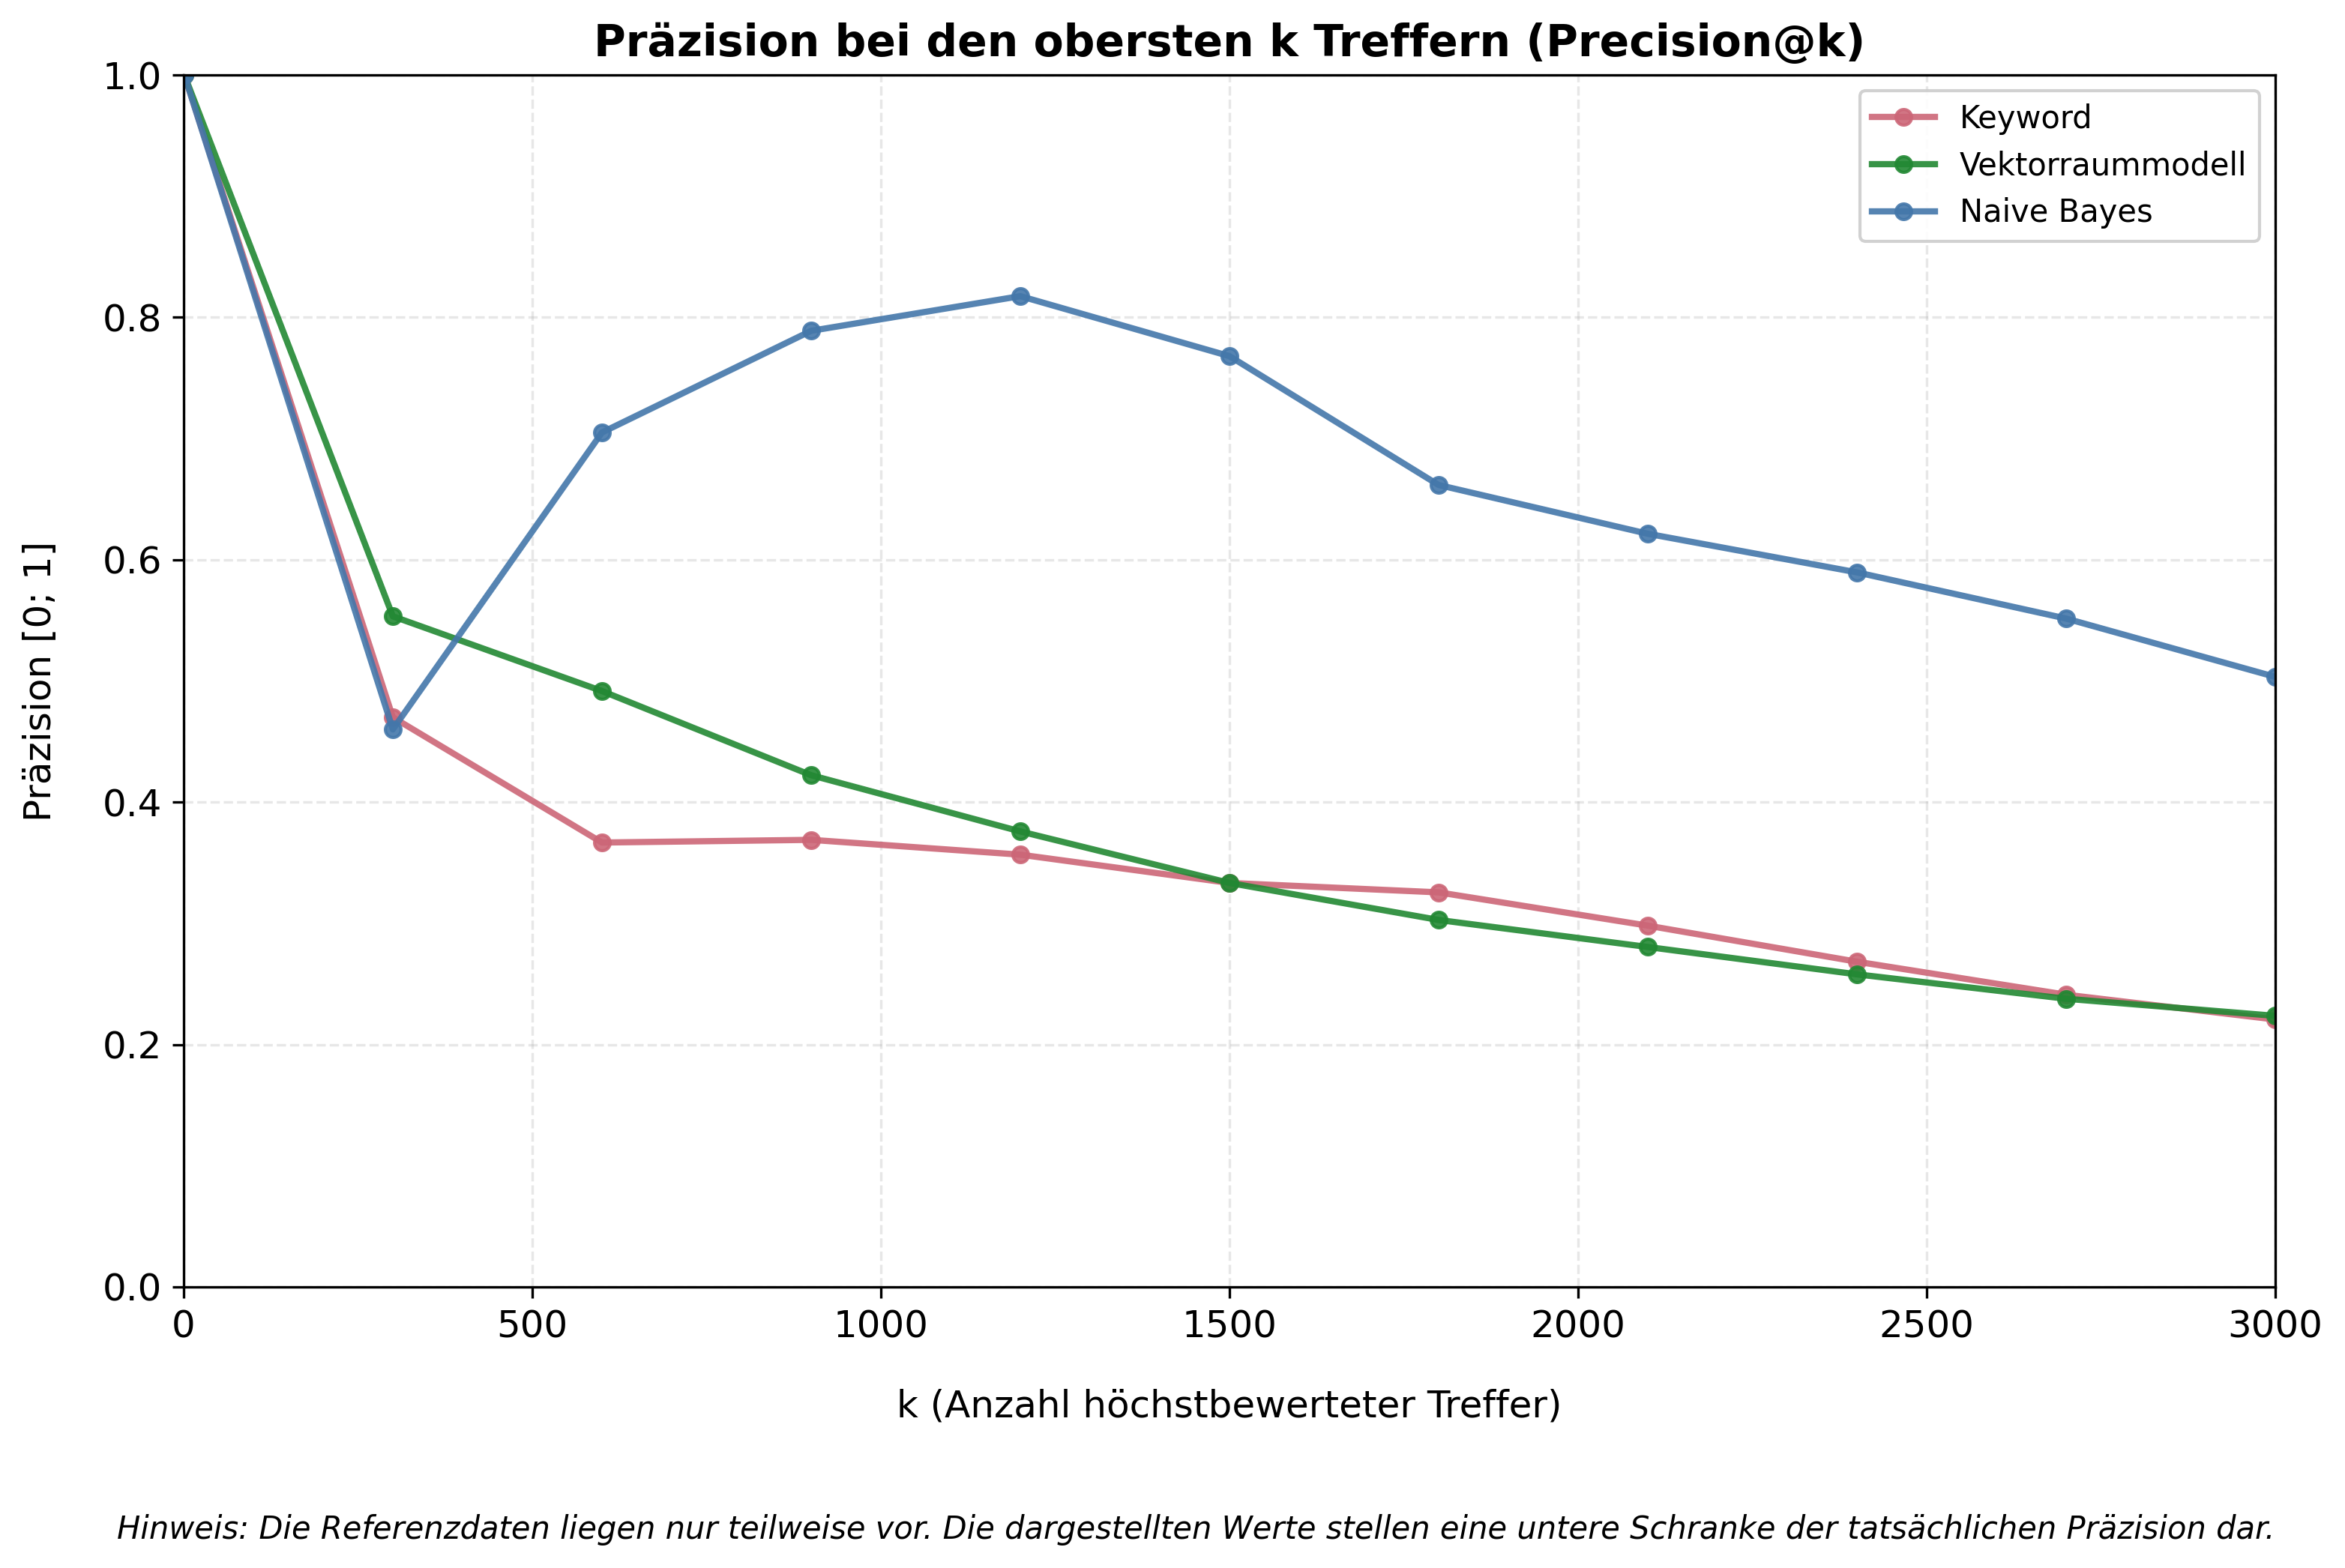 Präzision bei den obersten k Treffern (Precision@k)
Keyword
Vektorraummodell
Naive Bayes
Präzision [0; 1]
1.0
0.8
0.6
0.4
0.2
0.0
0 500 1000 1500 2000 2500 3000
k (Anzahl höchstbewerteter Treffer)
Hinweis: Die Referenzdaten liegen nur teilweise vor. Die dargestellten Werte stellen eine untere Schranke der tatsächlichen Präzision dar.